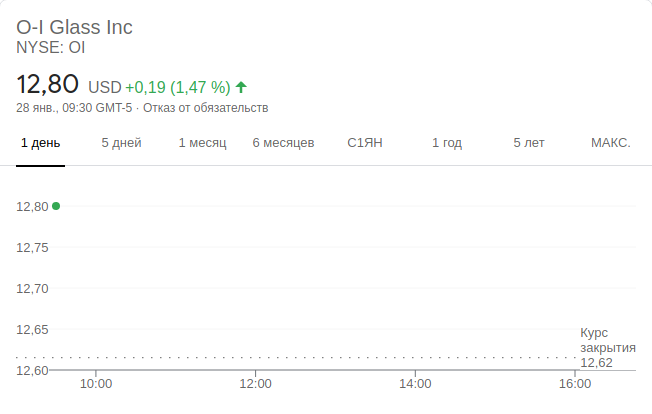 O-I Glass Inc
NYSE: OI
12,80 USD +0,19 (1,47 %)
28 янв., 09:30 GMT-5 · Отказ от обязательств
1 день 5 дней 1 месяц 6 месяцев С1ЯН 1 год 5 лет МАКС.
12,80
12,75
12,70
12,65
12,60
Курс
закрытия
12,62
10:00 12:00 14:00 16:00